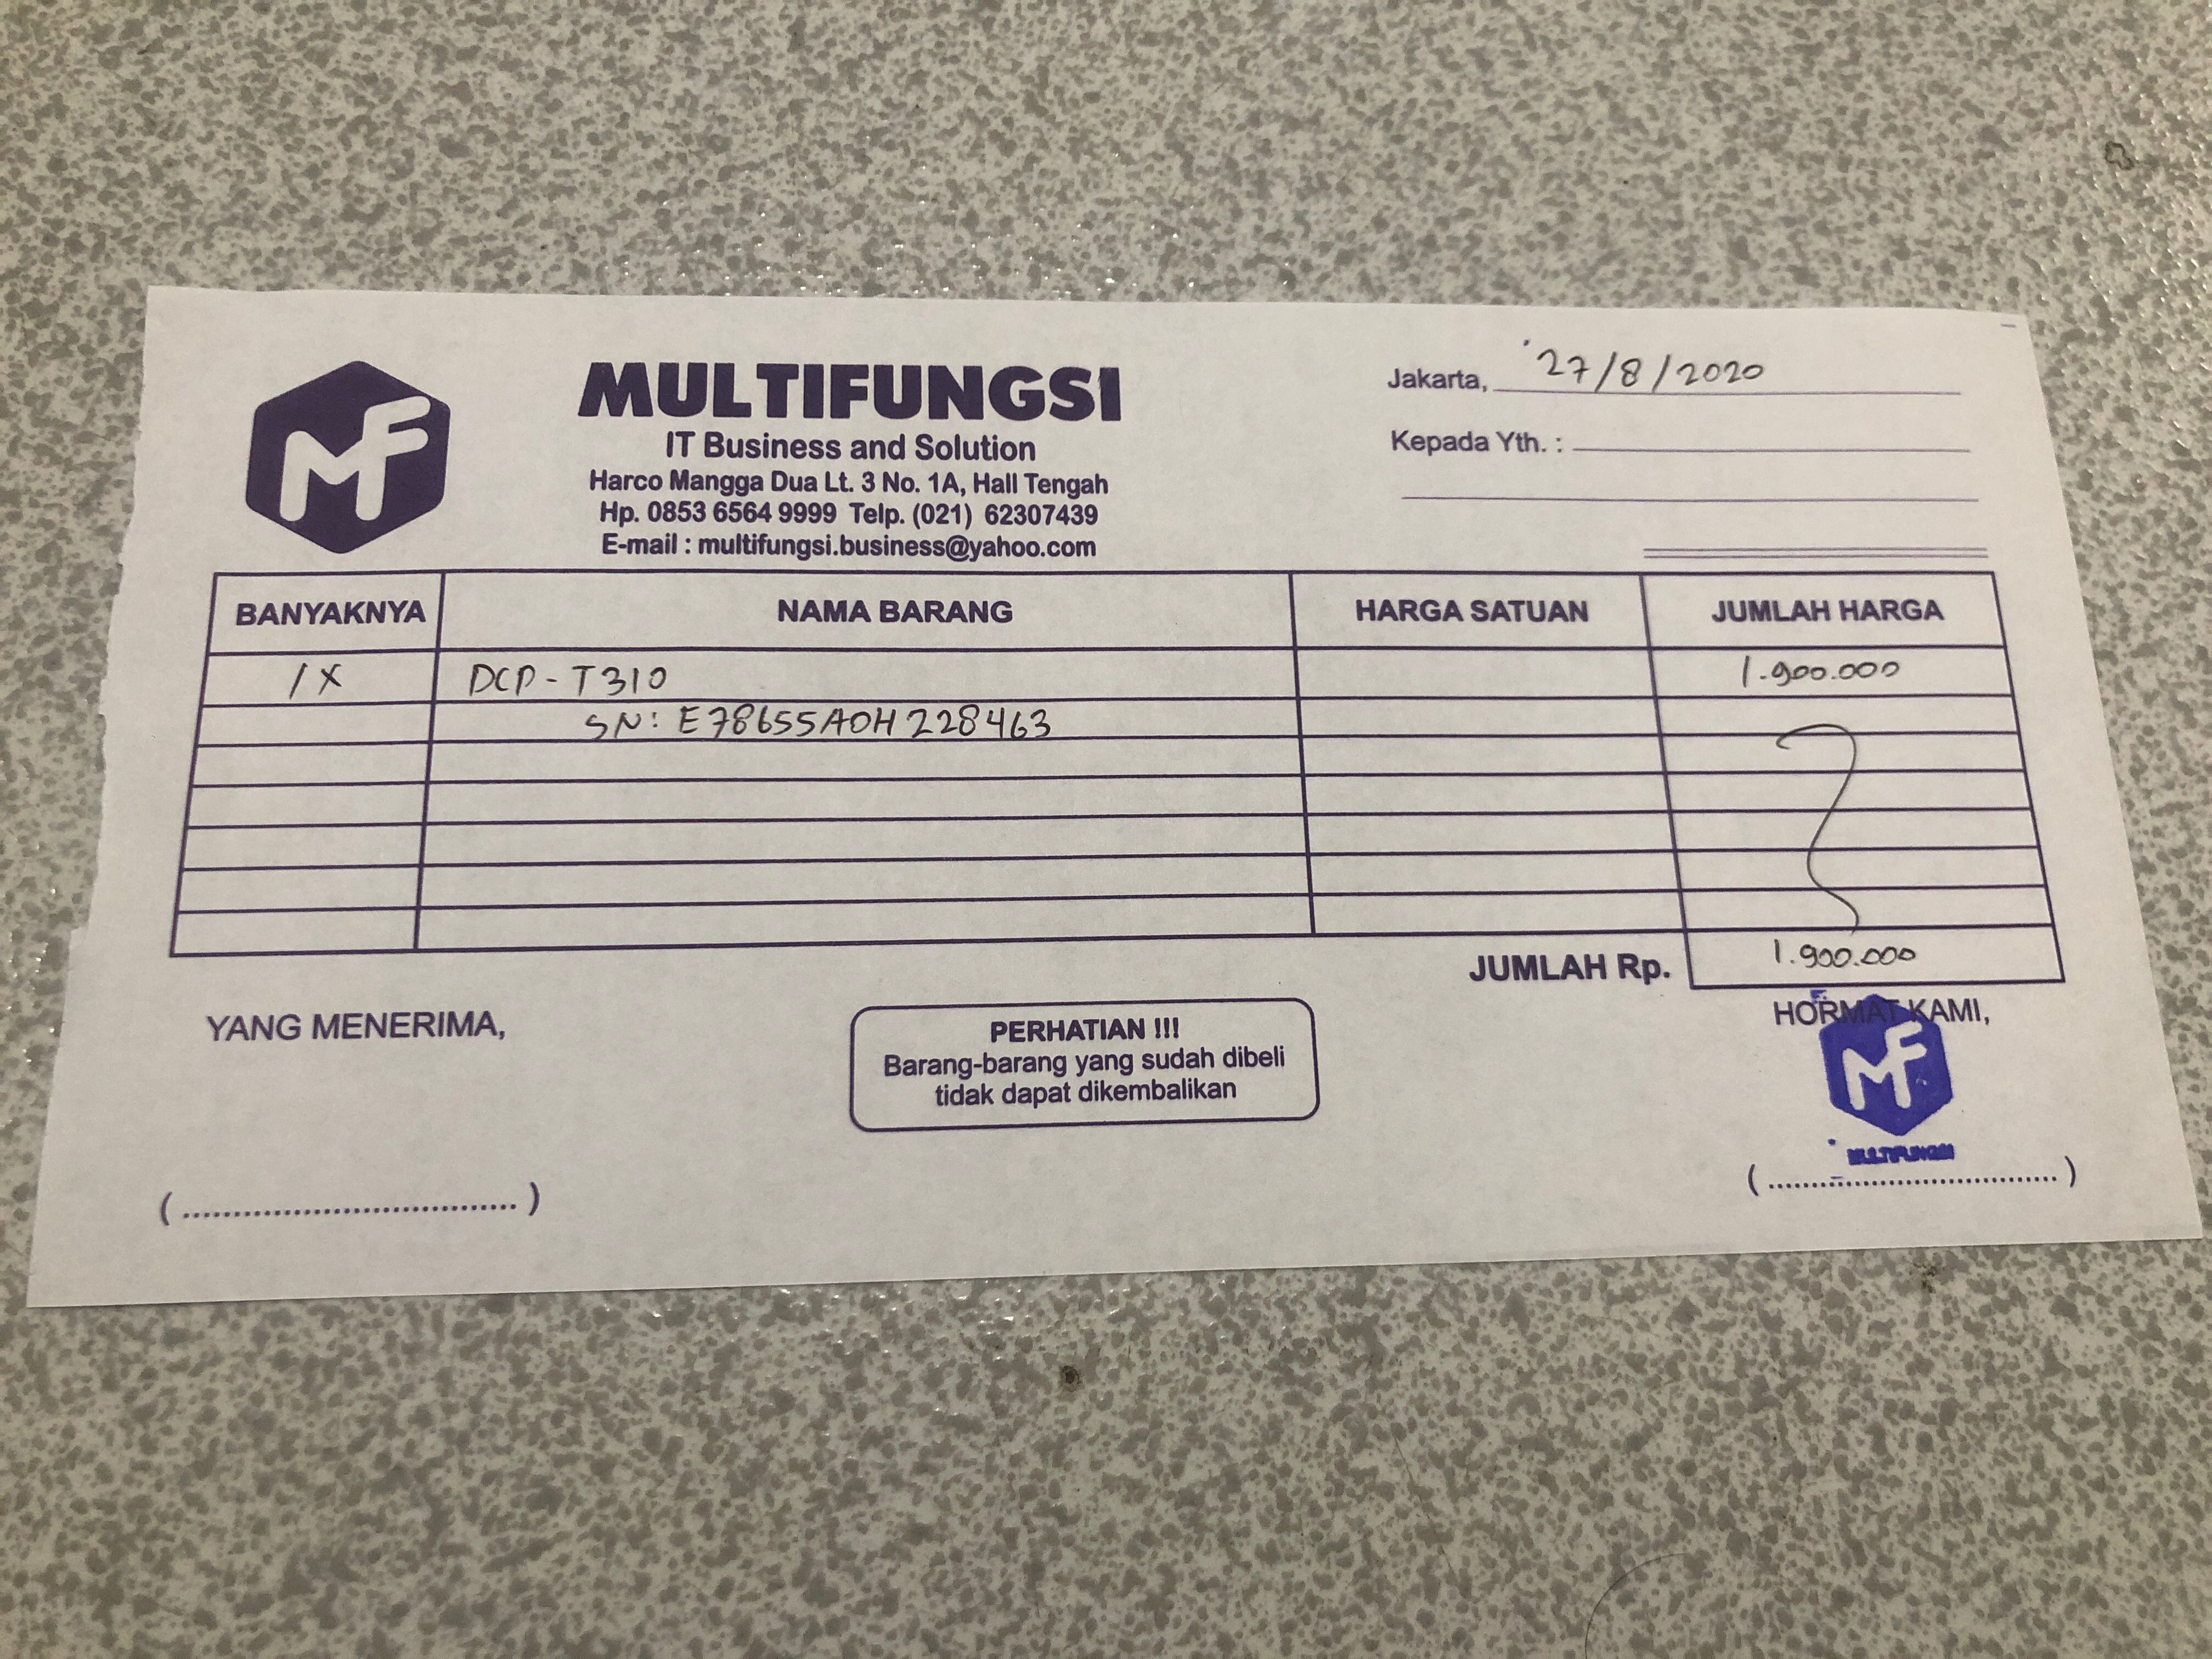 MF
MULTIFUNGSI
IT Business and Solution
Harco Mangga Dua Lt. 3 No. 1A, Hall Tengah
Hp. 0853 6564 9999 Telp. (021) 62307439
E-mail : multifungsi.business@yahoo.com
Jakarta, 27/8/2020
Kepada Yth. :
BANYAKNYA NAMA BARANG HARGA SATUAN JUMLAH HARGA
1X DCP-T310 1.900.000
SN: E78655A0H228463
JUMLAH Rp. 1.900.000
YANG MENERIMA,
PERHATIAN !!!
Barang-barang yang sudah dibeli
tidak dapat dikembalikan
HORMAT KAMI,
MF
MULTIFUNGSI
(....................................)
(....................................)